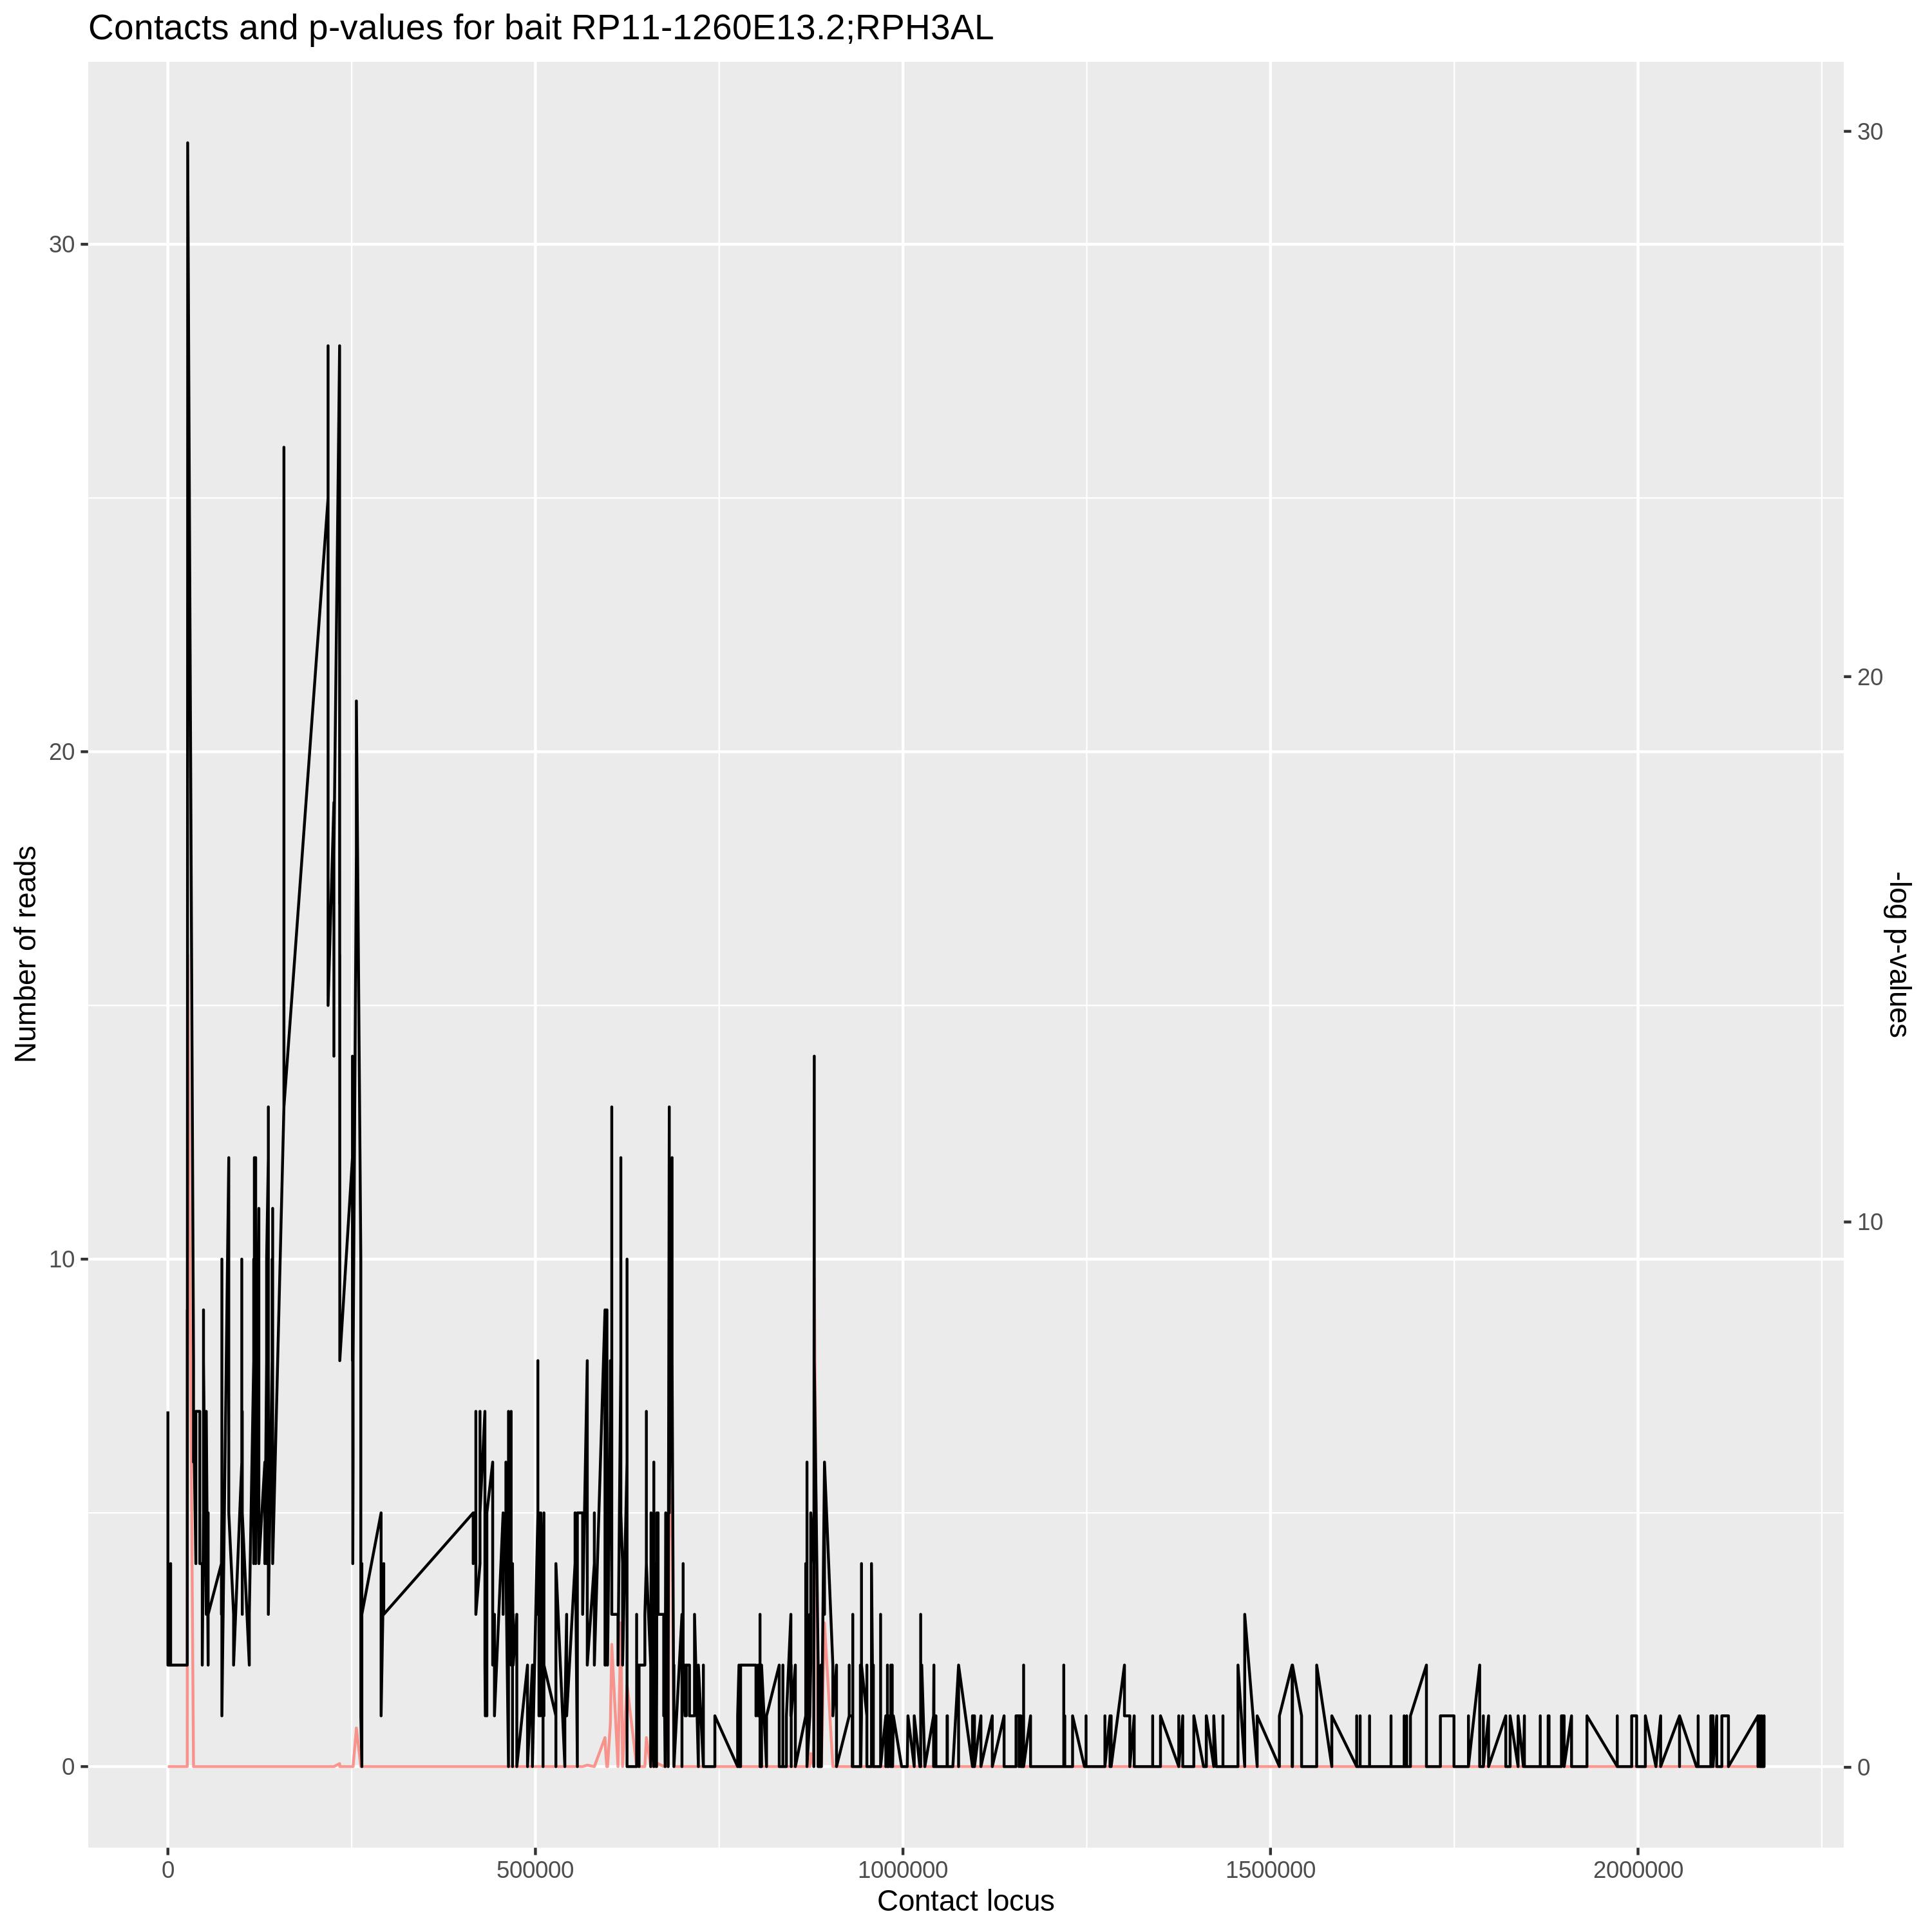 Contacts and p-values for bait RP11-1260E13.2;RPH3AL
30
20
10
0
Number of reads
30
20
10
0
-log p-values
0 500000 1000000 1500000 2000000
Contact locus